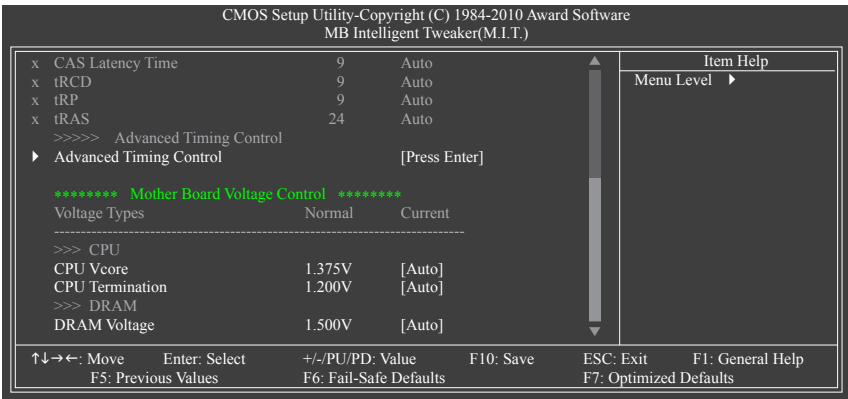 CMOS Setup Utility-Copyright (C) 1984-2010 Award Software
MB Intelligent Tweaker(M.I.T.)
x CAS Latency Time 9 Auto
x tRCD 9 Auto
x tRP 9 Auto
x tRAS 24 Auto
>>>>> Advanced Timing Control
Advanced Timing Control [Press Enter]
******** Mother Board Voltage Control ********
Voltage Types Normal Current
--------------------------------------------------------------------------------
>>> CPU
CPU Vcore 1.375V [Auto]
CPU Termination 1.200V [Auto]
>>> DRAM
DRAM Voltage 1.500V [Auto]
Item Help
Menu Level ▶
↑↓→←: Move Enter: Select +/-/PU/PD: Value F10: Save ESC: Exit F1: General Help
F5: Previous Values F6: Fail-Safe Defaults F7: Optimized Defaults